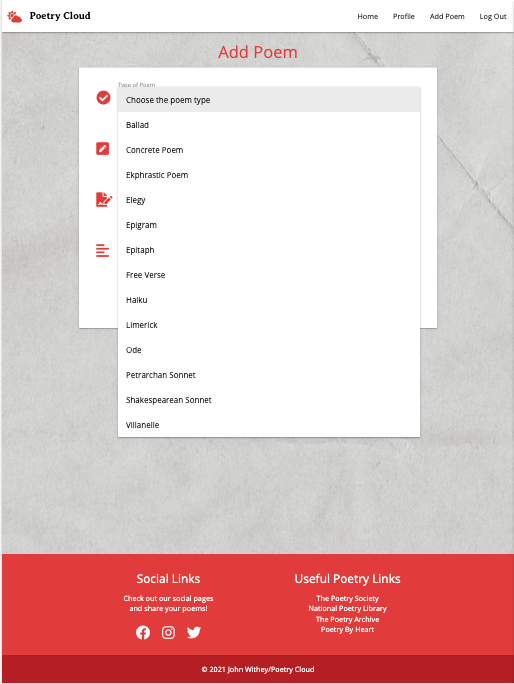 Poetry Cloud
Home Profile Add Poem Log Out
Add Poem
Type of Poem
Choose the poem type
Ballad
Concrete Poem
Ekphrastic Poem
Elegy
Epigram
Epitaph
Free Verse
Haiku
Limerick
Ode
Petrarchan Sonnet
Shakespearean Sonnet
Villanelle
Social Links
Check out our social pages
and share your poems!
Useful Poetry Links
The Poetry Society
National Poetry Library
The Poetry Archive
Poetry By Heart
© 2021 John Withey/Poetry Cloud